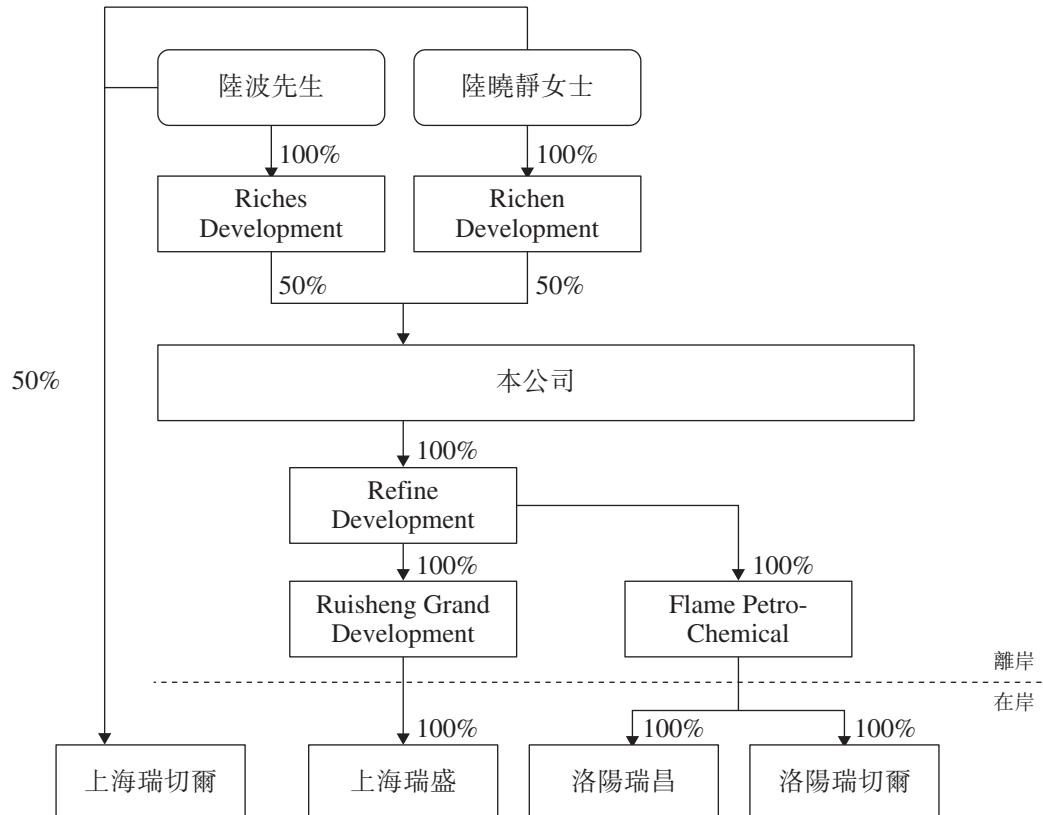 陸波先生
陸曉靜女士
100%
100%
Riches
Development
Richen
Development
50%
50%
50%
本公司
100%
Refine
Development
100%
100%
Ruisheng Grand
Development
Flame Petro-
Chemical
離岸
在岸
100%
100%
100%
上海瑞切爾
上海瑞盛
洛陽瑞昌
洛陽瑞切爾